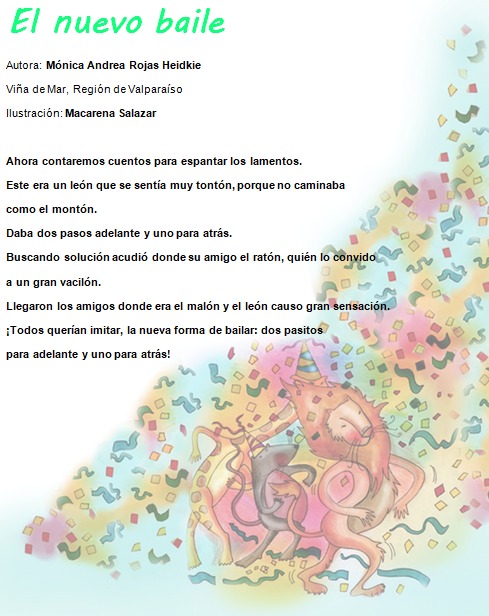 El nuevo baile
Autora: Mónica Andrea Rojas Heidkie
Viña de Mar, Región de Valparaíso
Ilustración: Macarena Salazar
Ahora contaremos cuentos para espantar los lamentos.
Este era un león que se sentía muy tontón, porque no caminaba
como el montón.
Daba dos pasos adelante y uno para atrás.
Buscando solución acudió donde su amigo el ratón, quién lo convido
a un gran vacilón.
Llegaron los amigos donde era el malón y el león causo gran sensación.
¡Todos querían imitar, la nueva forma de bailar: dos pasitos
para adelante y uno para atrás!